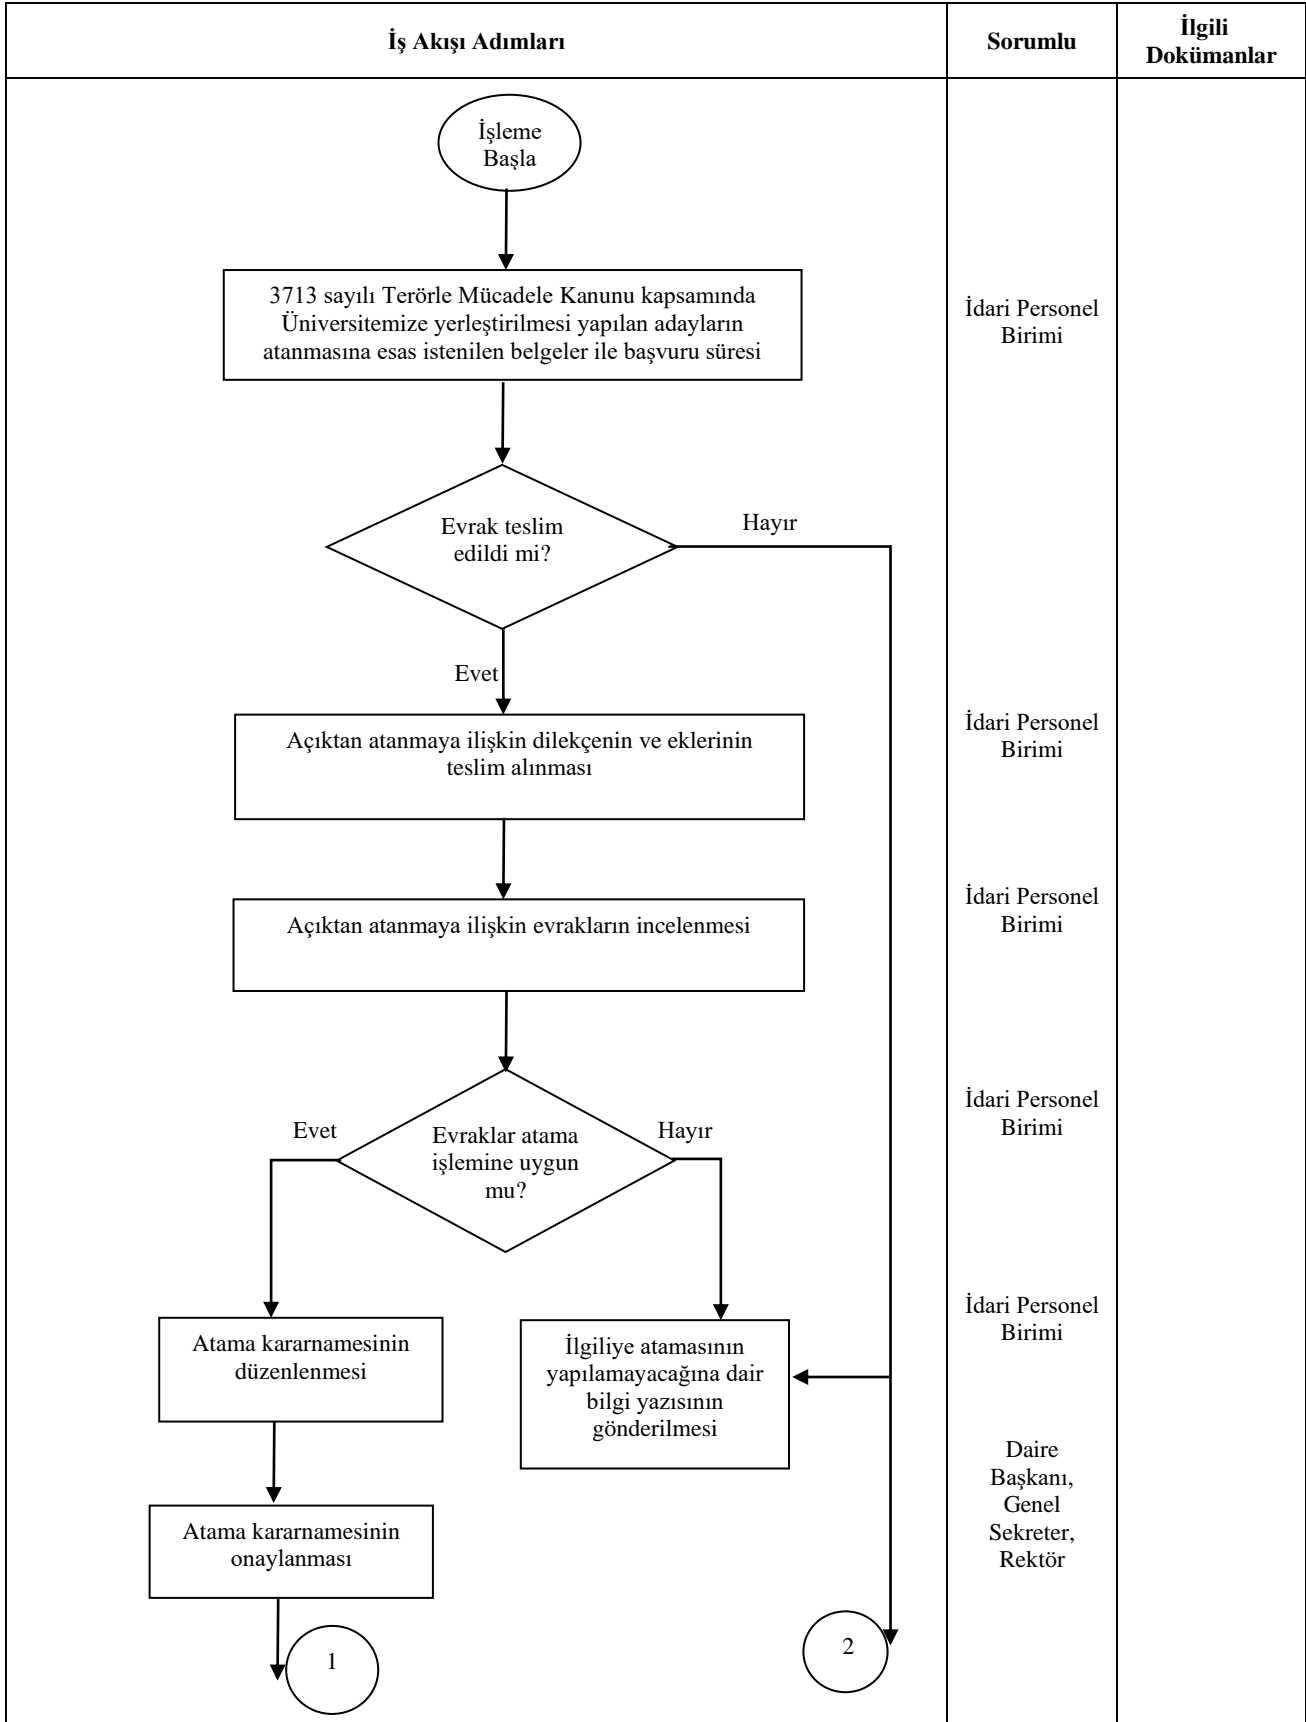 İş Akışı Adımları
Sorumlu
İlgili
Dokümanlar
İşleme
Başla
3713 sayılı Terörle Mücadele Kanunu kapsamında
Üniversitemize yerleştirilmesi yapılan adayların
atanmasına esas istenilen belgeler ile başvuru süresi
İdari Personel
Birimi
Evrak teslim
edildi mi?
Hayır
Evet
Açıktan atanmaya ilişkin dilekçenin ve eklerinin
teslim alınması
İdari Personel
Birimi
Açıktan atanmaya ilişkin evrakların incelenmesi
İdari Personel
Birimi
Evet
Evraklar atama
işlemine uygun
mu?
Hayır
İdari Personel
Birimi
Atama kararnamesinin
düzenlenmesi
İlgiliye atamasının
yapılamayacağına dair
bilgi yazısının
gönderilmesi
İdari Personel
Birimi
Atama kararnamesinin
onaylanması
Daire
Başkanı,
Genel
Sekreter,
Rektör
1
2